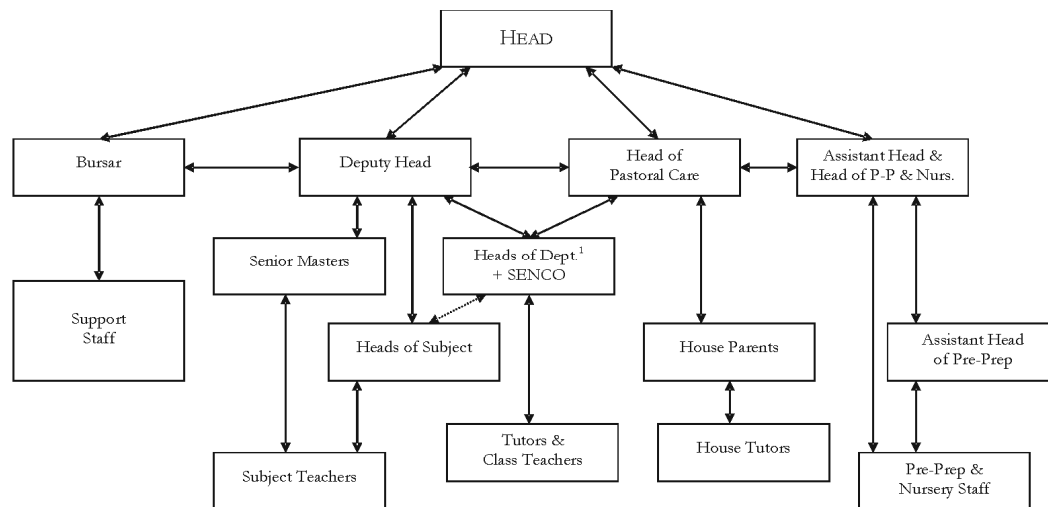 HEAD
Bursar
Deputy Head
Head of
Pastoral Care
Assistant Head &
Head of P-P & Nurs.
Senior Masters
Heads of Dept.¹
+ SENCO
Support
Staff
Heads of Subject
House Parents
Assistant Head
of Pre-Prep
Subject Teachers
Tutors &
Class Teachers
House Tutors
Pre-Prep &
Nursery Staff